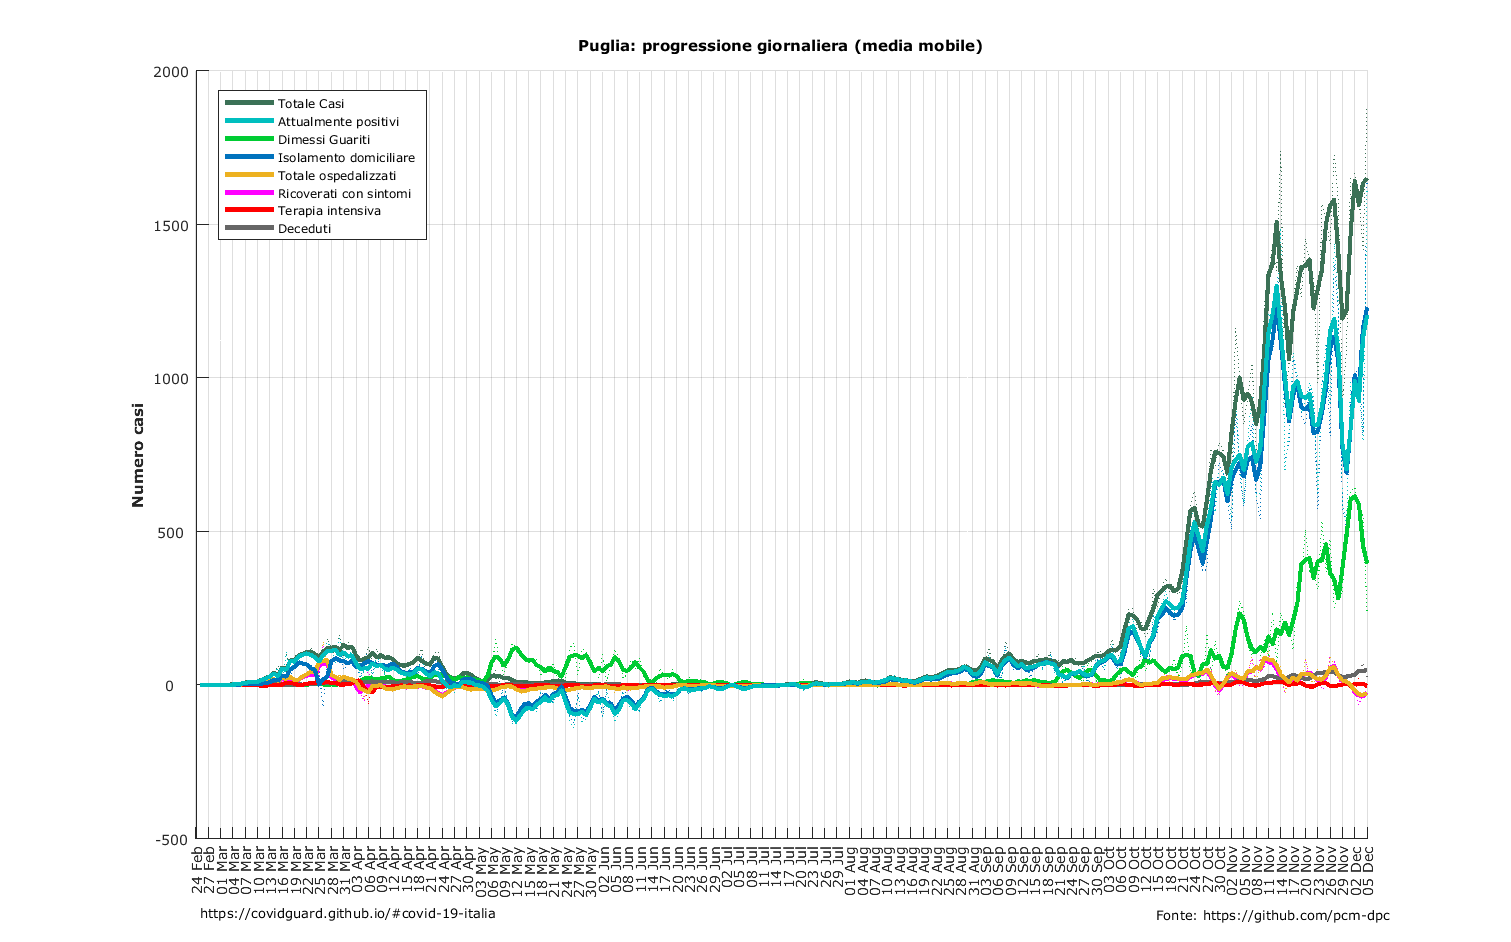 Puglia: progressione giornaliera (media mobile)
2000
1500
1000
500
0
-500
Numero casi
Totale Casi
Attualmente positivi
Dimessi Guariti
Isolamento domiciliare
Totale ospedalizzati
Ricoverati con sintomi
Terapia intensiva
Deceduti
24 Feb
27 Feb
01 Mar
04 Mar
07 Mar
10 Mar
13 Mar
16 Mar
19 Mar
22 Mar
25 Mar
28 Mar
31 Mar
03 Apr
06 Apr
09 Apr
12 Apr
15 Apr
18 Apr
21 Apr
24 Apr
27 Apr
30 Apr
03 May
06 May
09 May
12 May
15 May
18 May
21 May
24 May
27 May
30 May
02 Jun
05 Jun
08 Jun
11 Jun
14 Jun
17 Jun
20 Jun
23 Jun
26 Jun
29 Jun
02 Jul
05 Jul
08 Jul
11 Jul
14 Jul
17 Jul
20 Jul
23 Jul
26 Jul
29 Jul
01 Aug
04 Aug
07 Aug
10 Aug
13 Aug
16 Aug
19 Aug
22 Aug
25 Aug
28 Aug
31 Aug
03 Sep
06 Sep
09 Sep
12 Sep
15 Sep
18 Sep
21 Sep
24 Sep
27 Sep
30 Sep
03 Oct
06 Oct
09 Oct
12 Oct
15 Oct
18 Oct
21 Oct
24 Oct
27 Oct
30 Oct
02 Nov
05 Nov
08 Nov
11 Nov
14 Nov
17 Nov
20 Nov
23 Nov
26 Nov
29 Nov
02 Dec
05 Dec
https://covidguard.github.io/#covid-19-italia
Fonte: https://github.com/pcm-dpc